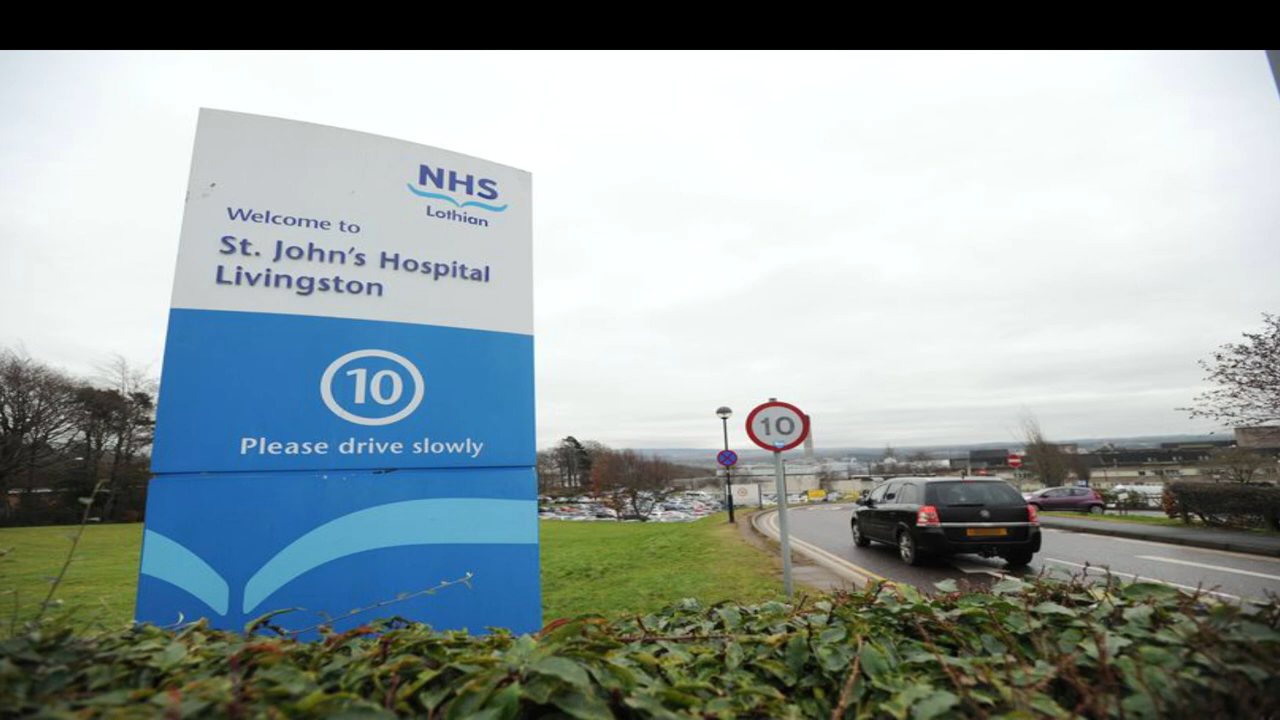 NHS
Lothian
Welcome to
St. John's Hospital
Livingston
10
Please drive slowly
10